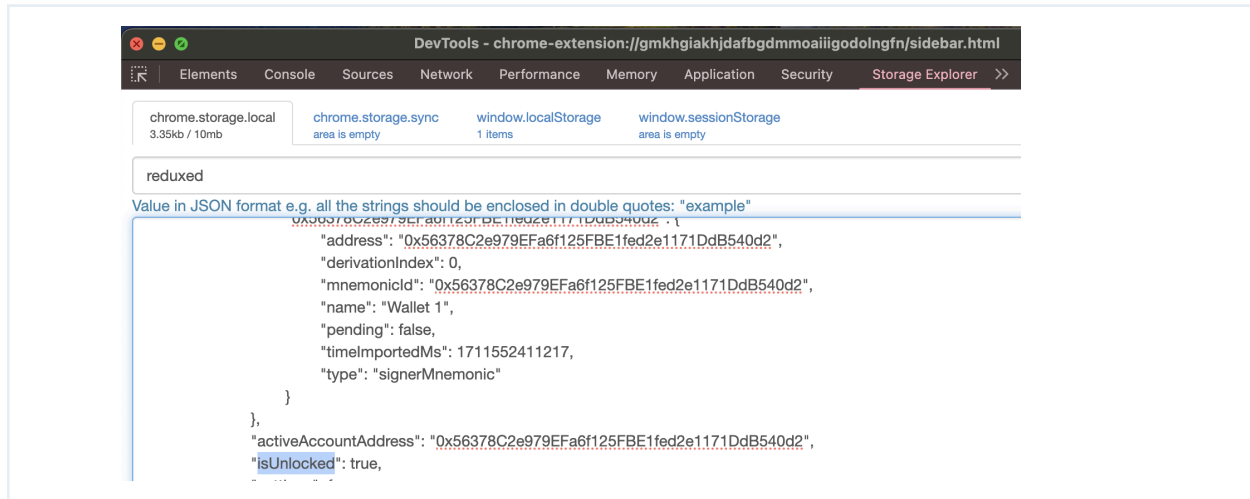 DevTools - chrome-extension://gmkhgiakhjdafbgdmmoaiiigodolngfn/sidebar.html
Elements Console Sources Network Performance Memory Application Security Storage Explorer
chrome.storage.local chrome.storage.sync window.localStorage window.sessionStorage
3.35kb / 10mb area is empty 1 items area is empty
reduxed
Value in JSON format e.g. all the strings should be enclosed in double quotes: "example"
0x56378C2e979EFa6f125FBE1fed2e1171DdB540d2": {
"address": "0x56378C2e979EFa6f125FBE1fed2e1171DdB540d2",
"derivationIndex": 0,
"mnemonicId": "0x56378C2e979EFa6f125FBE1fed2e1171DdB540d2",
"name": "Wallet 1",
"pending": false,
"timeImportedMs": 1711552411217,
"type": "signerMnemonic"
}
},
"activeAccountAddress": "0x56378C2e979EFa6f125FBE1fed2e1171DdB540d2",
"isUnlocked": true,